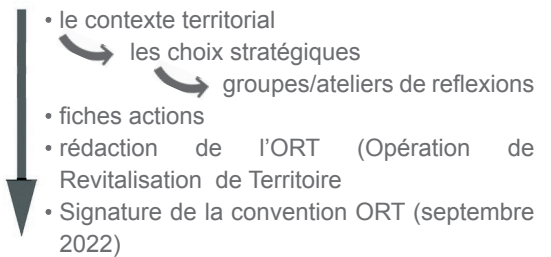 • le contexte territorial
les choix stratégiques
groupes/ateliers de reflexions
• fiches actions
• rédaction de l'ORT (Opération de
Revitalisation de Territoire
• Signature de la convention ORT (septembre
2022)